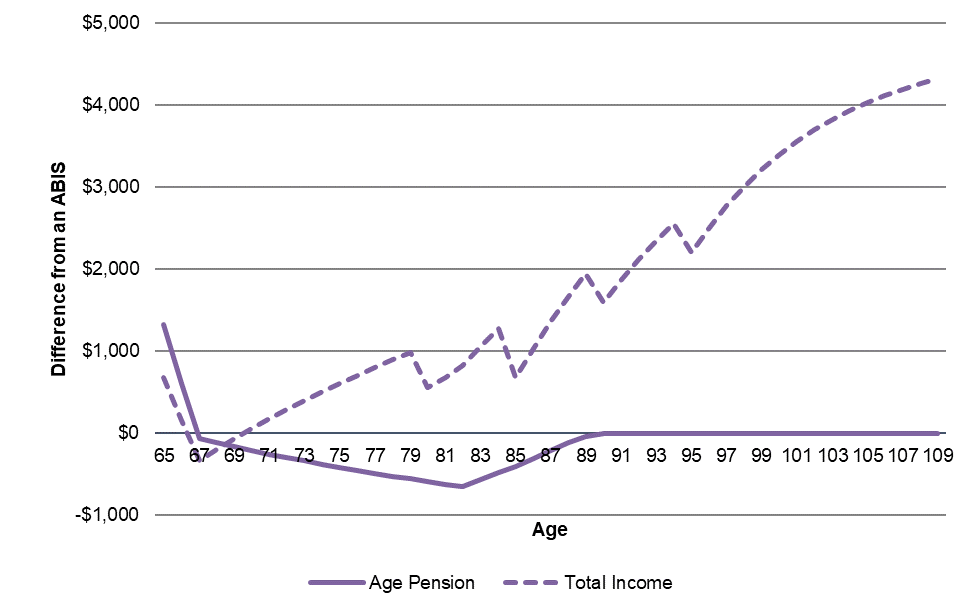 $5,000
$4,000
$3,000
$2,000
$1,000
$0
-$1,000
Difference from an ABIS
65 67 69 71 73 75 77 79 81 83 85 87 89 91 93 95 97 99 101 103 105 107 109
Age
Age Pension Total Income